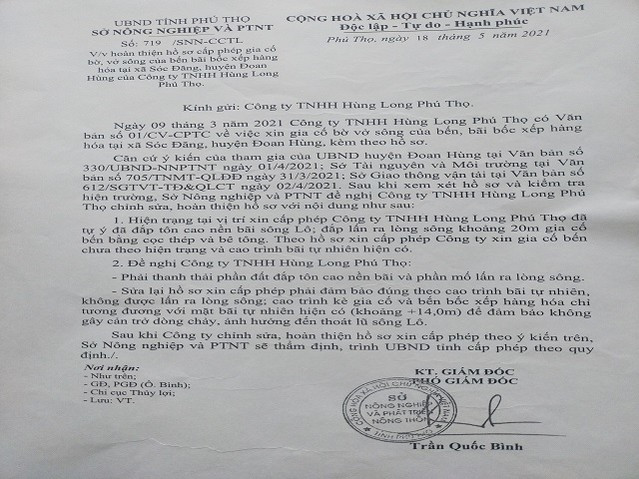 UBND TỈNH PHÚ THỌ
SỞ NÔNG NGHIỆP VÀ PTNT
CỘNG HOÀ XÃ HỘI CHỦ NGHĨA VIỆT NAM
Độc lập - Tự do - Hạnh phúc
Số: 719 /SNN-CCTL
Phú Thọ, ngày 18 tháng 5 năm 2021
V/v hoàn thiện hồ sơ cấp phép gia cố
bờ, vở sông của bến bãi bốc xếp hàng
hóa tại xã Sóc Đăng, huyện Đoan
Hùng của Công ty TNHH Hùng Long
Phú Thọ.
Kính gửi: Công ty TNHH Hùng Long Phú Thọ.
Ngày 09 tháng 3 năm 2021 Công ty TNHH Hùng Long Phú Thọ có Văn
bản số 01/CV-CPTC về việc xin gia cố bờ vở sông của bến, bãi bốc xếp hàng
hóa tại xã Sóc Đăng, huyện Đoan Hùng, kèm theo hồ sơ.
Căn cứ ý kiến của tham gia của UBND huyện Đoan Hùng tại Văn bản số
330/UBND-NNPTNT ngày 01/4/2021; Sở Tài nguyên và Môi trường tại Văn
bản số 705/TNMT-QLĐĐ ngày 31/3/2021; Sở Giao thông vận tải tại Văn bản số
612/SGTVT-TĐ&QLCT ngày 02/4/2021. Sau khi xem xét hồ sơ và kiểm tra
hiện trường, Sở Nông nghiệp và PTNT đề nghị Công ty TNHH Hùng Long Phú
Thọ chỉnh sửa, hoàn thiện hồ sơ với nội dung như sau:
1. Hiện trạng tại vị trí xin cấp phép Công ty TNHH Hùng Long Phú Thọ đã
tự ý đã đắp tôn cao nền bãi sông Lô; đắp lấn ra lòng sông khoảng 20m gia cố
bến bằng cọc thép và bê tông. Theo hồ sơ xin cấp phép Công ty xin gia cố bến
chưa theo hiện trạng và cao trình bãi tự nhiên hiện có.
2. Đề nghị Công ty TNHH Hùng Long Phú Thọ:
- Phải thanh thải phần đất đắp tôn cao nền bãi và phần mố lấn ra lòng sông.
- Sửa lại hồ sơ xin cấp phép phải đảm bảo đúng theo cao trình bãi tự nhiên,
không được lấn ra lòng sông; cao trình kè gia cố và bến bốc xếp hàng hóa chỉ
tương đương với mặt bãi tự nhiên hiện có (khoảng +14,0m) để đảm bảo không
gây cản trở dòng chảy, ảnh hưởng đến thoát lũ sông Lô.
Sau khi Công ty chỉnh sửa, hoàn thiện hồ sơ xin cấp phép theo ý kiến trên,
Sở Nông nghiệp và PTNT sẽ thẩm định, trình UBND tỉnh cấp phép theo quy
định./.
Nơi nhận:
- Như trên;
- GĐ, PGĐ (Ô. Bình);
- Chi cục Thủy lợi;
- Lưu: VT.
KT. GIÁM ĐỐC
PHÓ GIÁM ĐỐC
CỘNG HÒA XÃ HỘI CHỦ NGHĨA VIỆT NAM
SỞ
NÔNG NGHIỆP
VÀ PHÁT TRIỂN
NÔNG THÔN
TỈNH PHÚ THỌ
Trần Quốc Bình